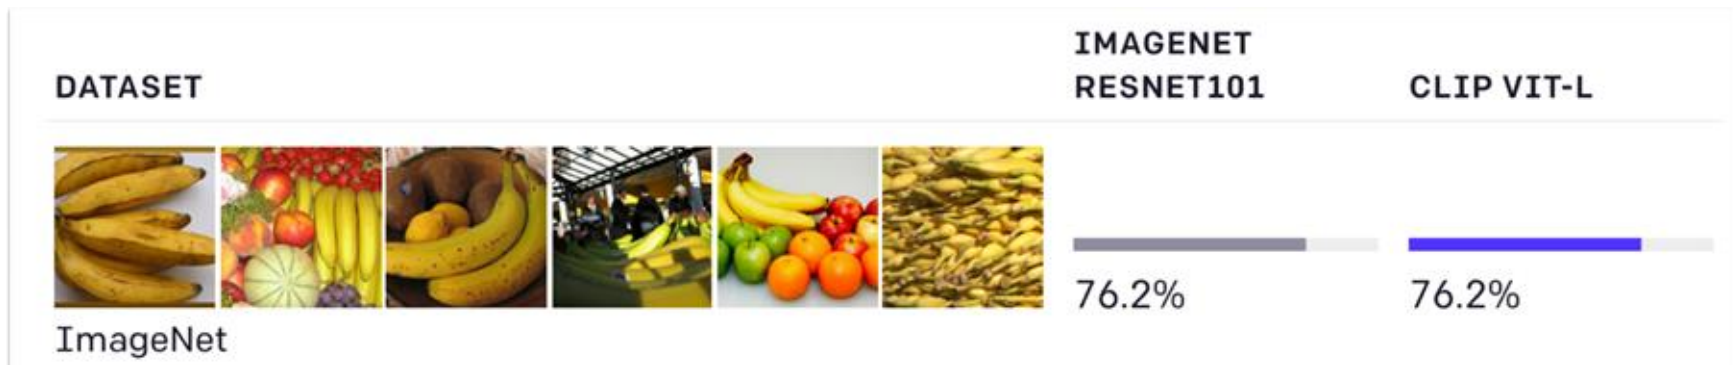 DATASET
IMAGENET
RESNET101
CLIP VIT-L
76.2%
76.2%
ImageNet